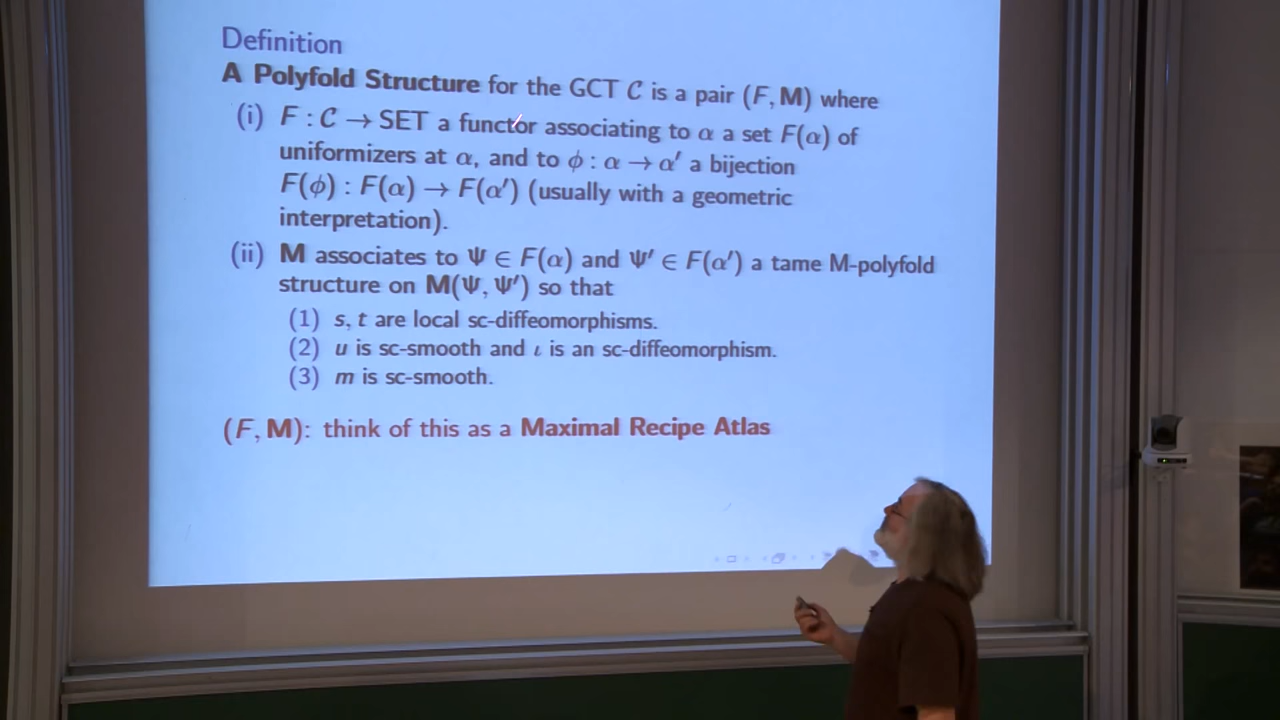 Definition
A Polyfold Structure for the GCT 𝒞 is a pair (F, M) where
(i) F : 𝒞 → SET a functor associating to α a set F(α) of
uniformizers at α, and to ϕ : α → α′ a bijection
F(ϕ) : F(α) → F(α′) (usually with a geometric
interpretation).
(ii) M associates to Ψ ∈ F(α) and Ψ′ ∈ F(α′) a tame M-polyfold
structure on M(Ψ, Ψ′) so that
(1) s, t are local sc-diffeomorphisms.
(2) u is sc-smooth and ι is an sc-diffeomorphism.
(3) m is sc-smooth.
(F, M): think of this as a Maximal Recipe Atlas